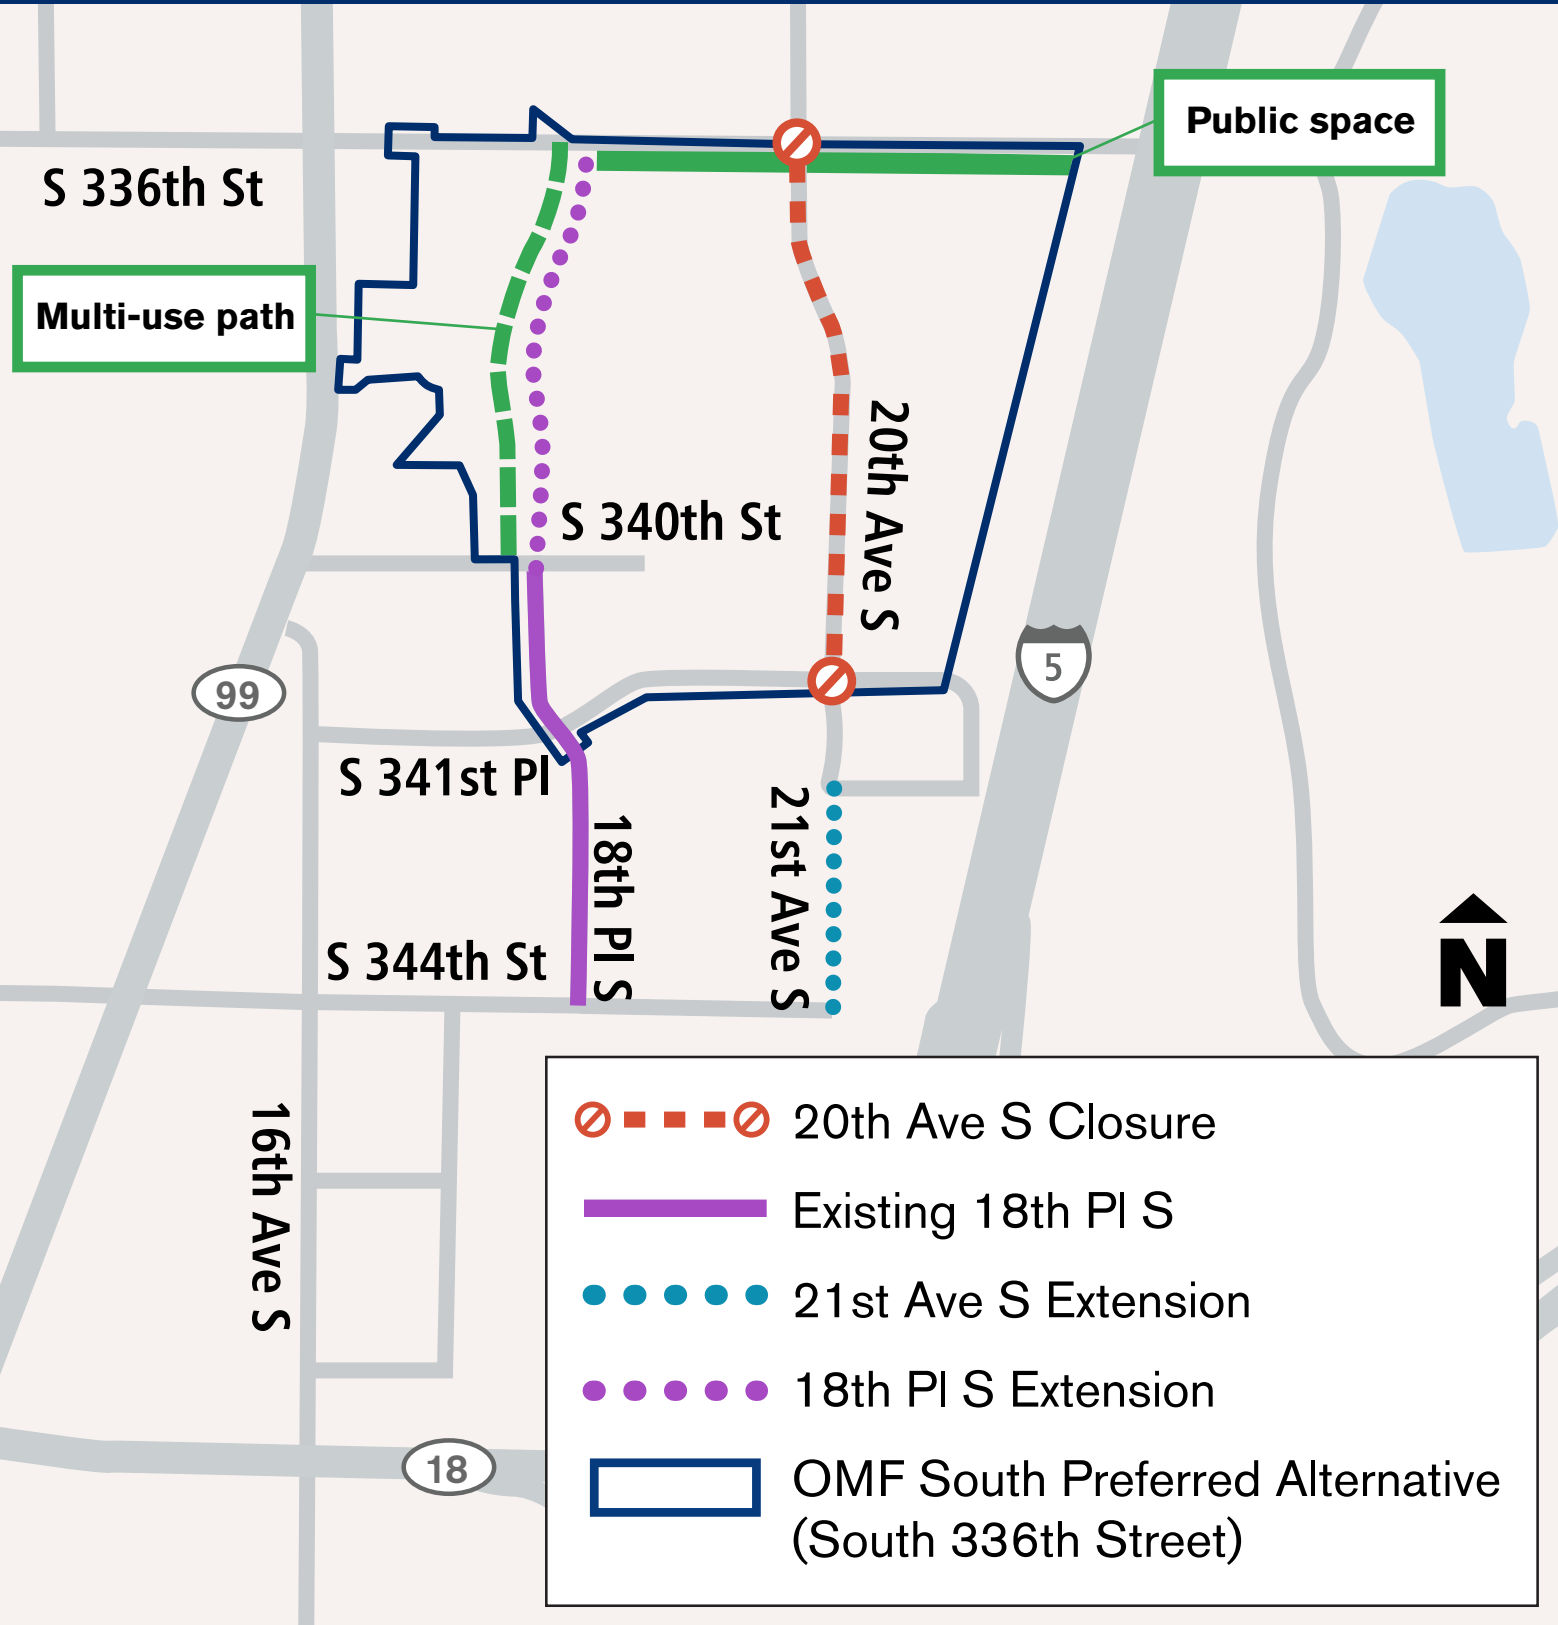 Public space
S 336th St
Multi-use path
20th Ave S
S 340th St
5
99
S 341st Pl
21st Ave S
18th Pl S
S 344th St
N
16th Ave S
18
20th Ave S Closure
Existing 18th Pl S
21st Ave S Extension
18th Pl S Extension
OMF South Preferred Alternative
(South 336th Street)